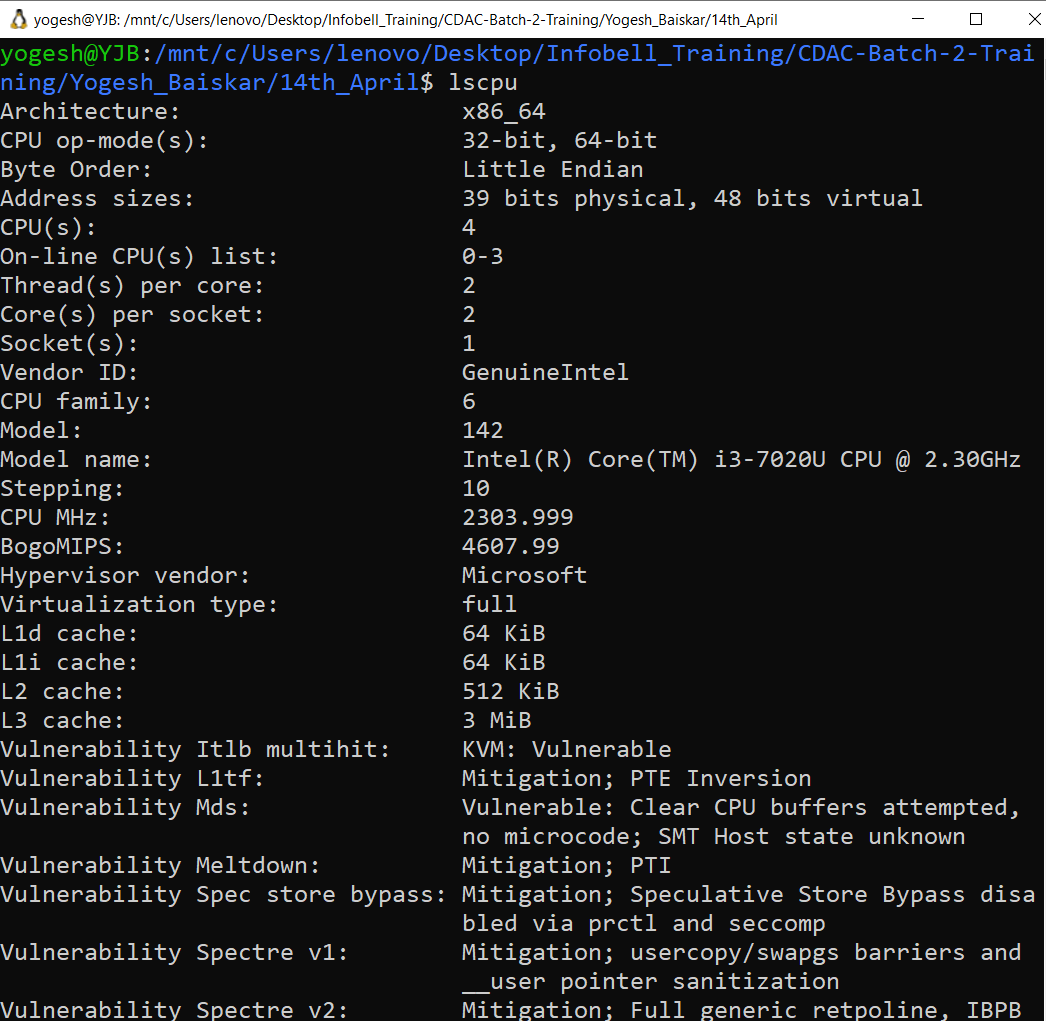 yogesh@YJB: /mnt/c/Users/lenovo/Desktop/Infobell_Training/CDAC-Batch-2-Training/Yogesh_Baiskar/14th_April
yogesh@YJB:/mnt/c/Users/lenovo/Desktop/Infobell_Training/CDAC-Batch-2-Trai
ning/Yogesh_Baiskar/14th_April$ lscpu
Architecture: x86_64
CPU op-mode(s): 32-bit, 64-bit
Byte Order: Little Endian
Address sizes: 39 bits physical, 48 bits virtual
CPU(s): 4
On-line CPU(s) list: 0-3
Thread(s) per core: 2
Core(s) per socket: 2
Socket(s): 1
Vendor ID: GenuineIntel
CPU family: 6
Model: 142
Model name: Intel(R) Core(TM) i3-7020U CPU @ 2.30GHz
Stepping: 10
CPU MHz: 2303.999
BogoMIPS: 4607.99
Hypervisor vendor: Microsoft
Virtualization type: full
L1d cache: 64 KiB
L1i cache: 64 KiB
L2 cache: 512 KiB
L3 cache: 3 MiB
Vulnerability Itlb multihit: KVM: Vulnerable
Vulnerability L1tf: Mitigation; PTE Inversion
Vulnerability Mds: Vulnerable: Clear CPU buffers attempted,
no microcode; SMT Host state unknown
Vulnerability Meltdown: Mitigation; PTI
Vulnerability Spec store bypass: Mitigation; Speculative Store Bypass disa
bled via prctl and seccomp
Vulnerability Spectre v1: Mitigation; usercopy/swapgs barriers and
__user pointer sanitization
Vulnerability Spectre v2: Mitigation; Full generic retpoline, IBPB